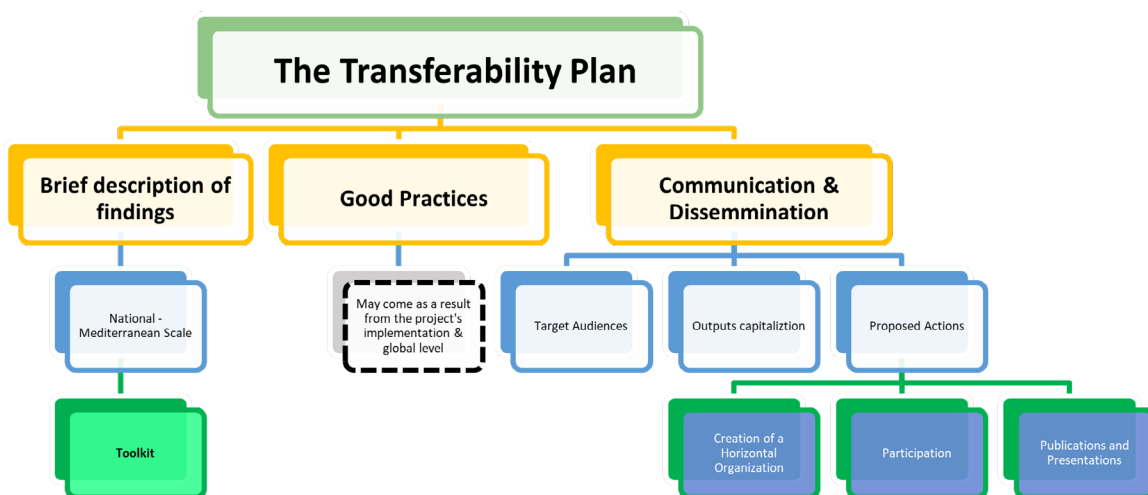 The Transferability Plan
Brief description of
findings
Good Practices
Communication &
Dissemmination
National -
Mediterranean Scale
May come as a result
from the project's
implementation &
global level
Target Audiences
Outputs capitaliztion
Proposed Actions
Toolkit
Creation of a
Horizontal
Organization
Participation
Publications and
Presentations